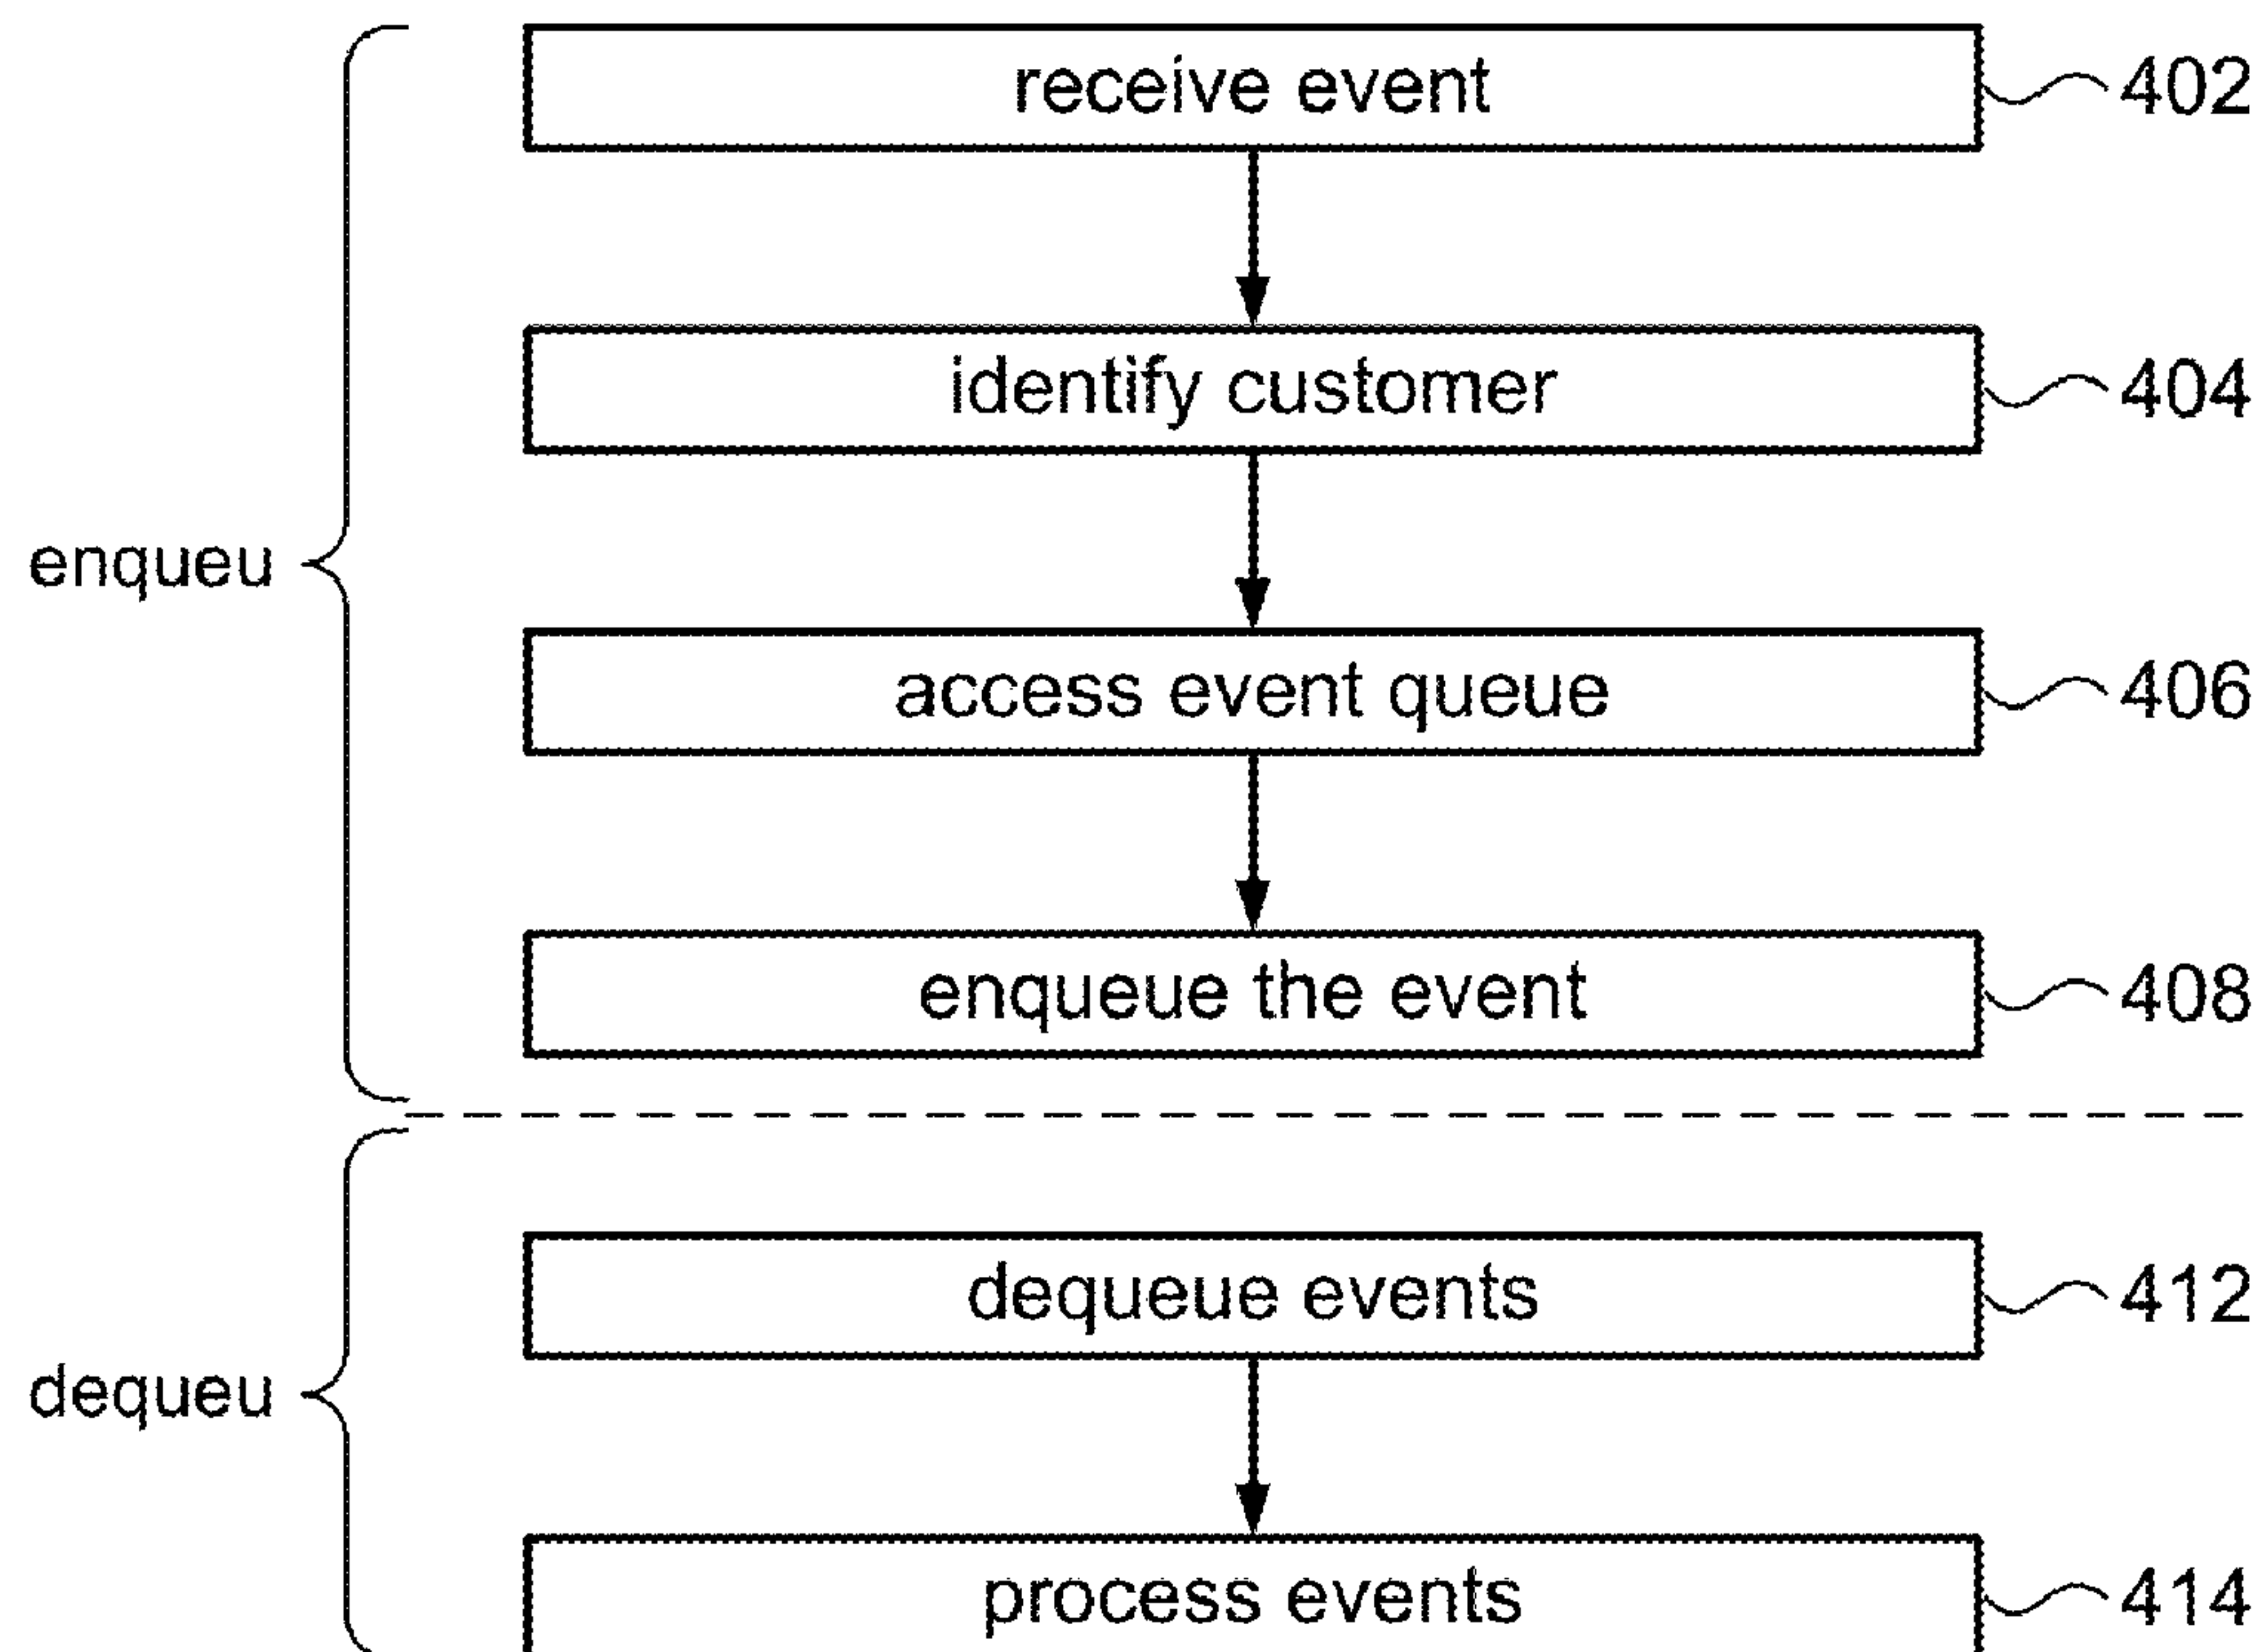 receive event 402
identify customer 404
enqueu
access event queue 406
enqueue the event 408
dequeue events 412
dequeu
process events 414